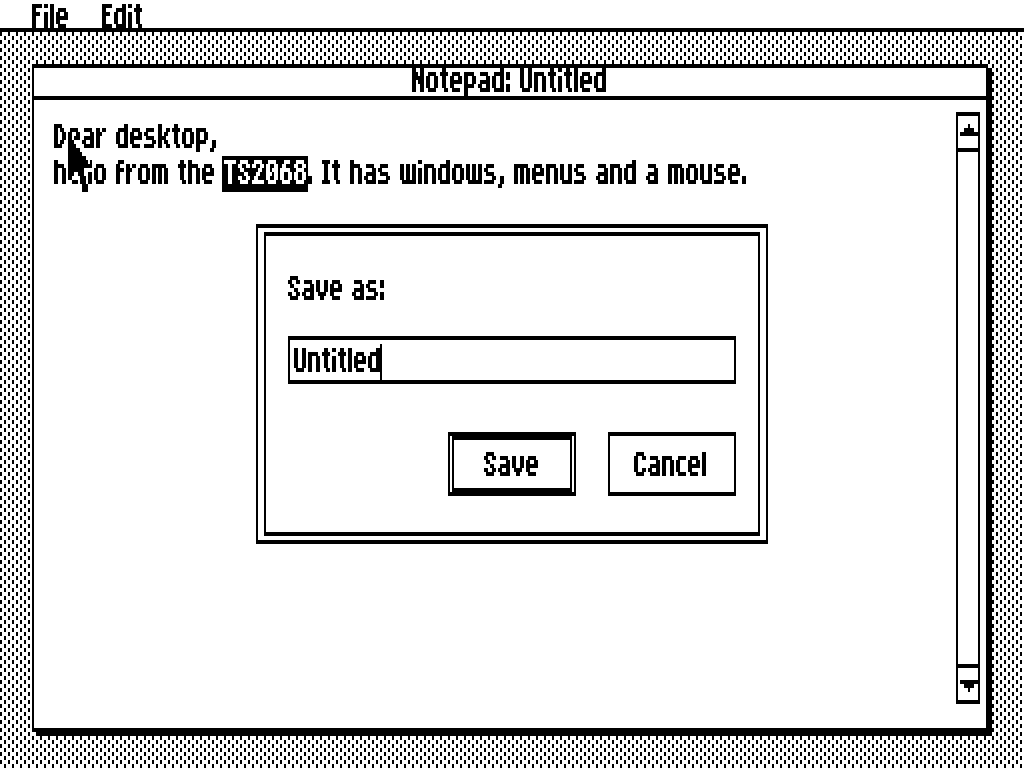 File Edit
Notepad: Untitled
Dear desktop,
hello from the TS2068. It has windows, menus and a mouse.
Save as:
Untitled
Save Cancel